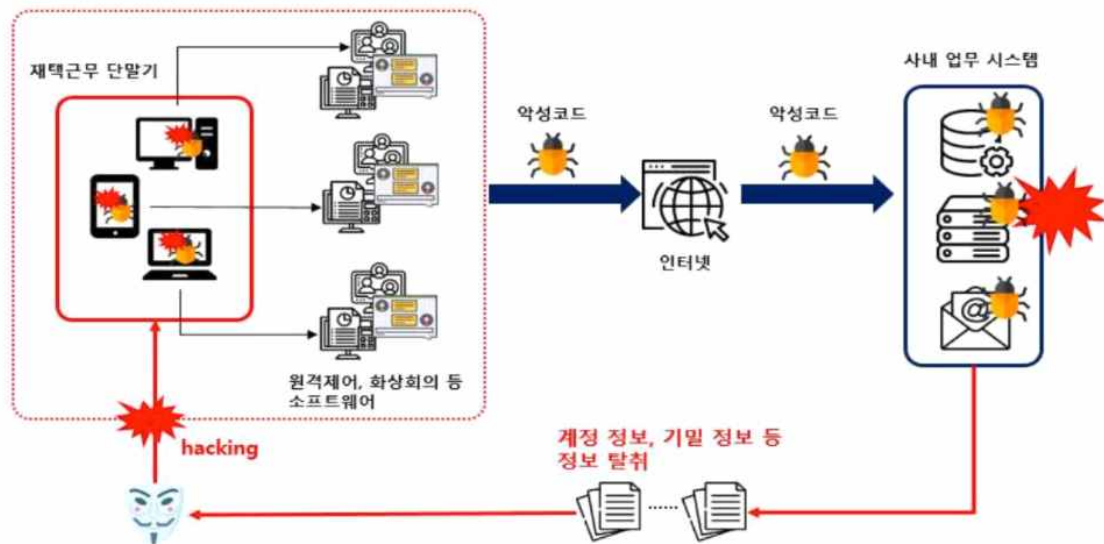 재택근무 단말기
사내 업무 시스템
악성코드
악성코드
인터넷
원격제어, 화상회의 등
소프트웨어
hacking
계정 정보, 기밀 정보 등
정보 탈취
@
......